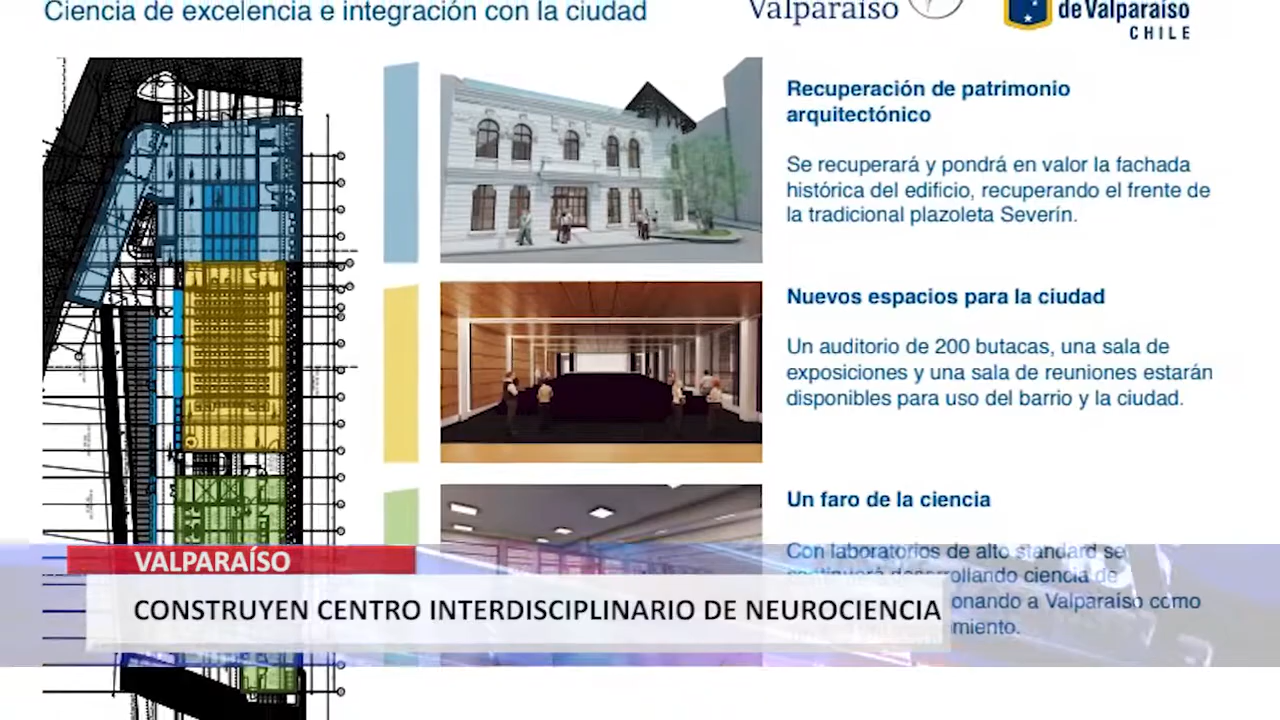 Ciencia de excelencia e integración con la ciudad
Valparaíso
de Valparaíso
CHILE
Recuperación de patrimonio
arquitectónico
Se recuperará y pondrá en valor la fachada
histórica del edificio, recuperando el frente de
la tradicional plazoleta Severín.
Nuevos espacios para la ciudad
Un auditorio de 200 butacas, una sala de
exposiciones y una sala de reuniones estarán
disponibles para uso del barrio y la ciudad.
Un faro de la ciencia
Con laboratorios de alto standard se
continuará desarrollando ciencia de
onando a Valparaíso como
miento.
VALPARAÍSO
CONSTRUYEN CENTRO INTERDISCIPLINARIO DE NEUROCIENCIA